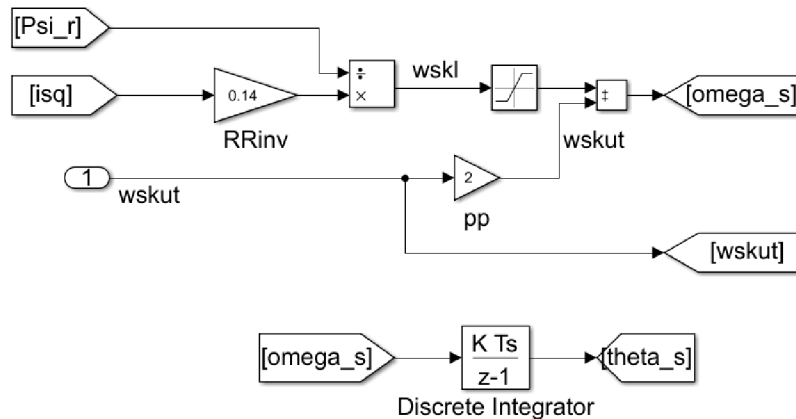 [Psi_r]
÷
×
wskl
[isq]
0.14
RRinv
‡
[omega_s]
wskut
1
wskut
2
pp
[wskut]
[omega_s]
K Ts
z-1
[theta_s]
Discrete Integrator